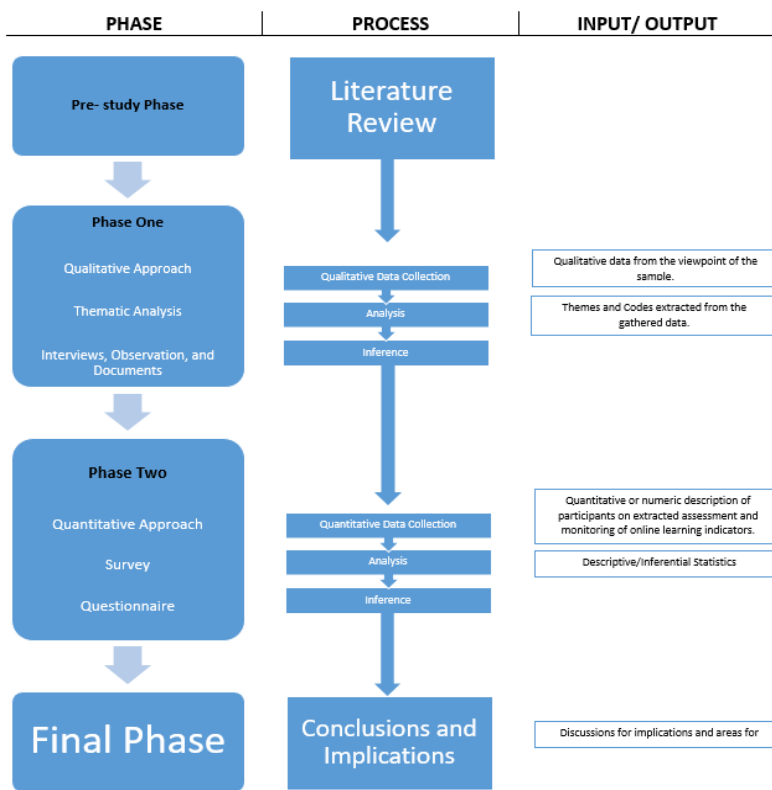 PHASE
PROCESS
INPUT/ OUTPUT
Pre- study Phase
Literature
Review
Phase One
Qualitative Approach
Thematic Analysis
Interviews, Observation, and
Documents
Qualitative Data Collection
Analysis
Inference
Qualitative data from the viewpoint of the
sample.
Themes and Codes extracted from the
gathered data.
Phase Two
Quantitative Approach
Survey
Questionnaire
Quantitative Data Collection
Analysis
Inference
Quantitative or numeric description of
participants on extracted assessment and
monitoring of online learning indicators.
Descriptive/Inferential Statistics
Final Phase
Conclusions and
Implications
Discussions for implications and areas for